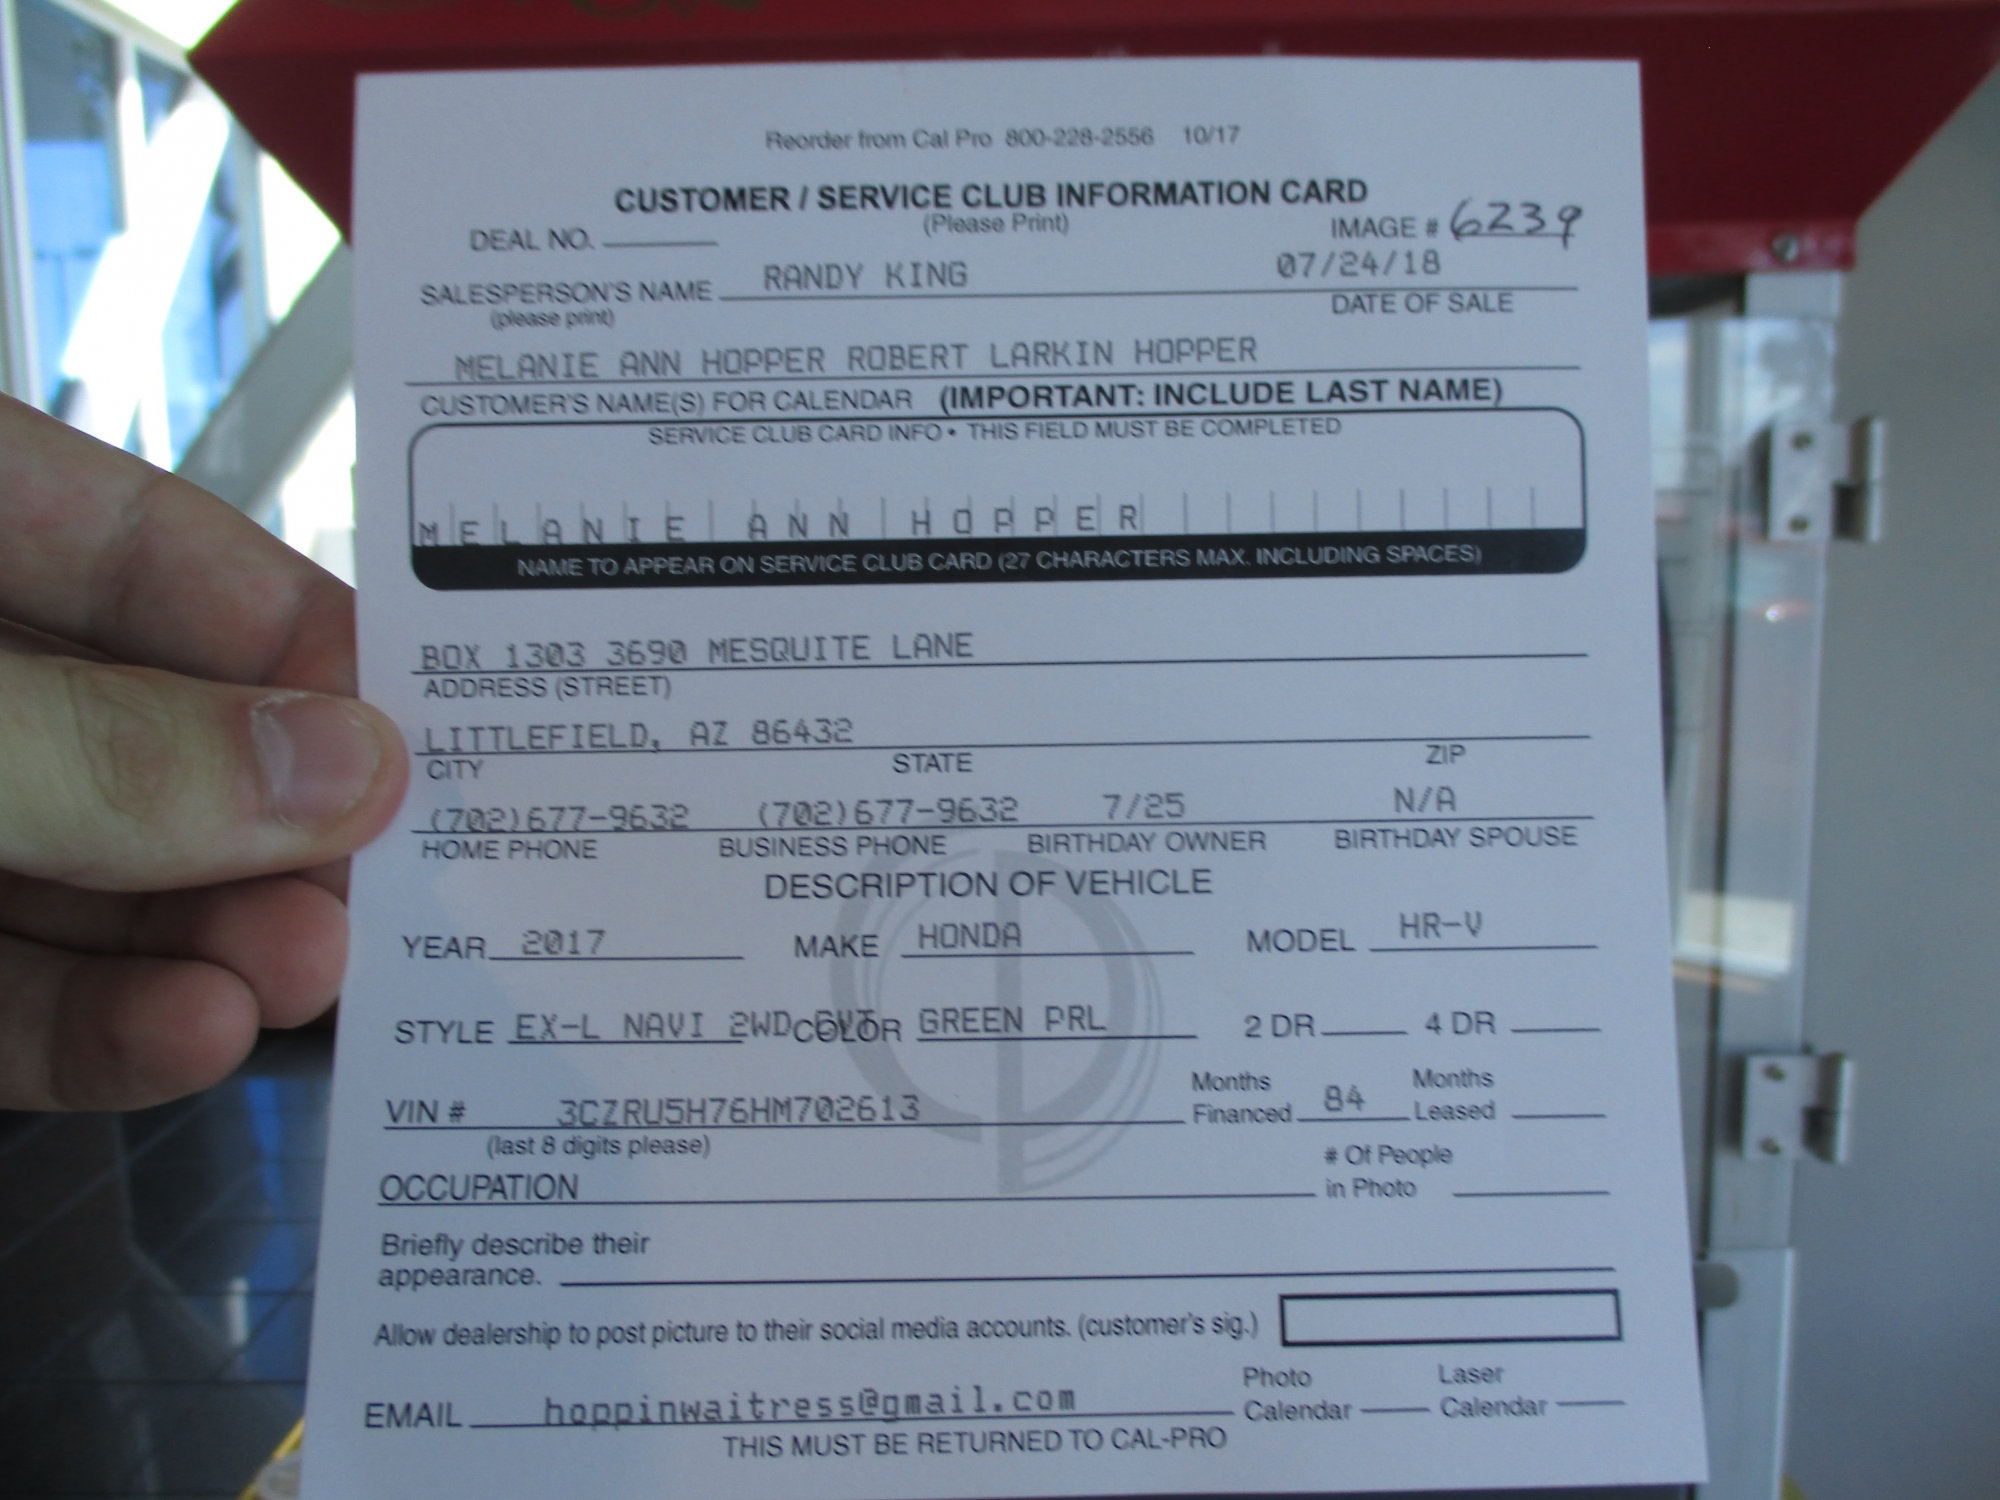 Reorder from Cal Pro 800-228-2556 10/17
CUSTOMER / SERVICE CLUB INFORMATION CARD
(Please Print)
DEAL NO.
IMAGE # 6239
SALESPERSON'S NAME RANDY KING 07/24/18
(please print) DATE OF SALE
MELANIE ANN HOPPER ROBERT LARKIN HOPPER
CUSTOMER'S NAME(S) FOR CALENDAR (IMPORTANT: INCLUDE LAST NAME)
SERVICE CLUB CARD INFO • THIS FIELD MUST BE COMPLETED
MELANIE ANN HOPPER
NAME TO APPEAR ON SERVICE CLUB CARD (27 CHARACTERS MAX. INCLUDING SPACES)
BOX 1303 3690 MESQUITE LANE
ADDRESS (STREET)
LITTLEFIELD, AZ 86432
CITY STATE ZIP
(702)677-9632 (702)677-9632 7/25 N/A
HOME PHONE BUSINESS PHONE BIRTHDAY OWNER BIRTHDAY SPOUSE
DESCRIPTION OF VEHICLE
YEAR 2017 MAKE HONDA MODEL HR-V
STYLE EX-L NAVI 2WD COLOR GREEN PRL 2 DR 4 DR
VIN # 3CZRU5H76HM702613 Months Financed 84 Months Leased
(last 8 digits please)
OCCUPATION # Of People in Photo
Briefly describe their
appearance.
Allow dealership to post picture to their social media accounts. (customer's sig.)
EMAIL hoppinwaitress@gmail.com Photo Calendar Laser Calendar
THIS MUST BE RETURNED TO CAL-PRO